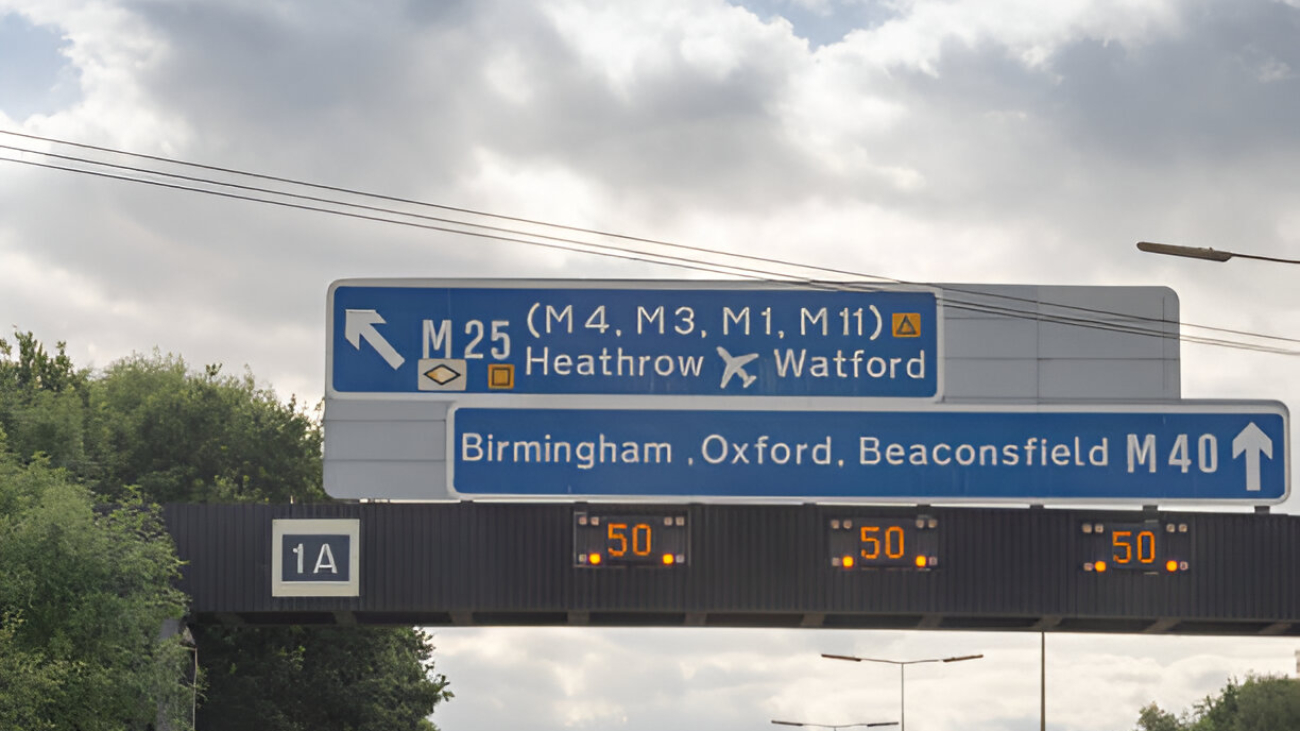 (M4, M3, M1, M11)
M25
Heathrow Watford
Birmingham, Oxford, Beaconsfield M40
1A
50 50 50